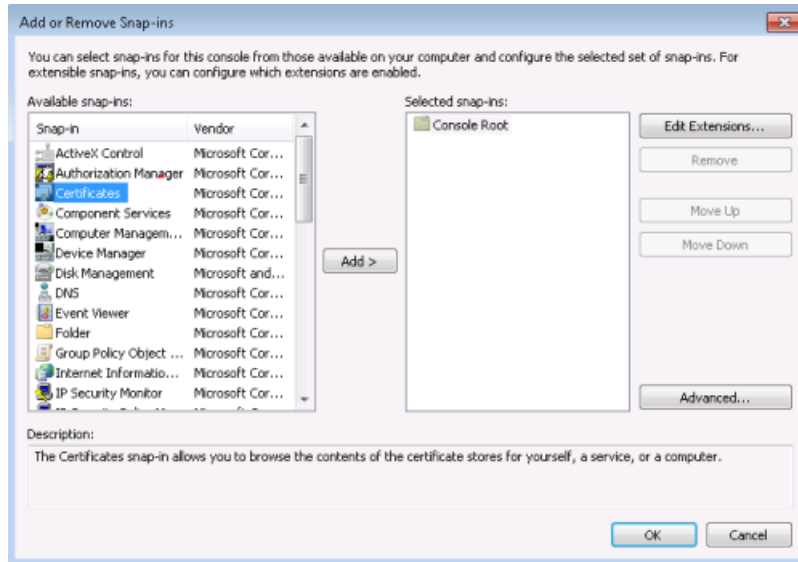 Add or Remove Snap-ins
You can select snap-ins for this console from those available on your computer and configure the selected set of snap-ins. For
extensible snap-ins, you can configure which extensions are enabled.
Available snap-ins:
Snap-in Vendor
ActiveX Control Microsoft Cor...
Authorization Manager Microsoft Cor...
Certificates Microsoft Cor...
Component Services Microsoft Cor...
Computer Managem... Microsoft Cor...
Device Manager Microsoft Cor...
Disk Management Microsoft and...
DNS Microsoft Cor...
Event Viewer Microsoft Cor...
Folder Microsoft Cor...
Group Policy Object ... Microsoft Cor...
Internet Informatio... Microsoft Cor...
IP Security Monitor Microsoft Cor...
Add >
Selected snap-ins:
Console Root
Edit Extensions...
Remove
Move Up
Move Down
Advanced...
Description:
The Certificates snap-in allows you to browse the contents of the certificate stores for yourself, a service, or a computer.
OK Cancel